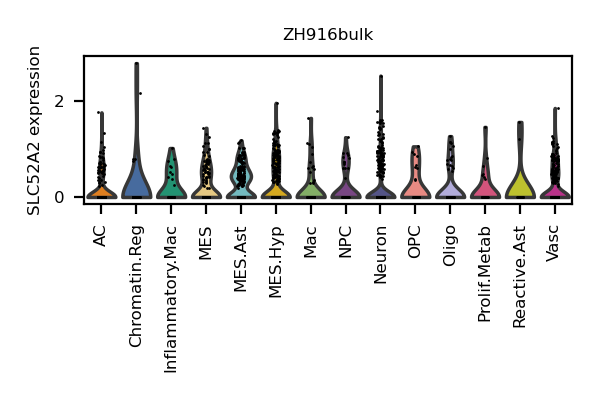 ZH916bulk
SLC52A2 expression
2
0
AC
Chromatin.Reg
Inflammatory.Mac
MES
MES.Ast
MES.Hyp
Mac
NPC
Neuron
OPC
Oligo
Prolif.Metab
Reactive.Ast
Vasc